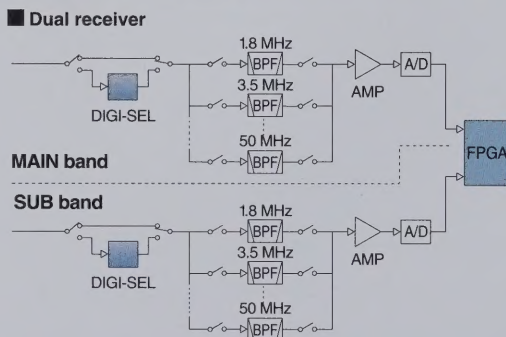 Dual receiver
1.8 MHz
BPF
A/D
3.5 MHz
AMP
BPF
DIGI-SEL
50 MHz
FPGA
BPF
MAIN band
SUB band
1.8 MHz
BPF
A/D
3.5 MHz
AMP
BPF
DIGI-SEL
50 MHz
BPF